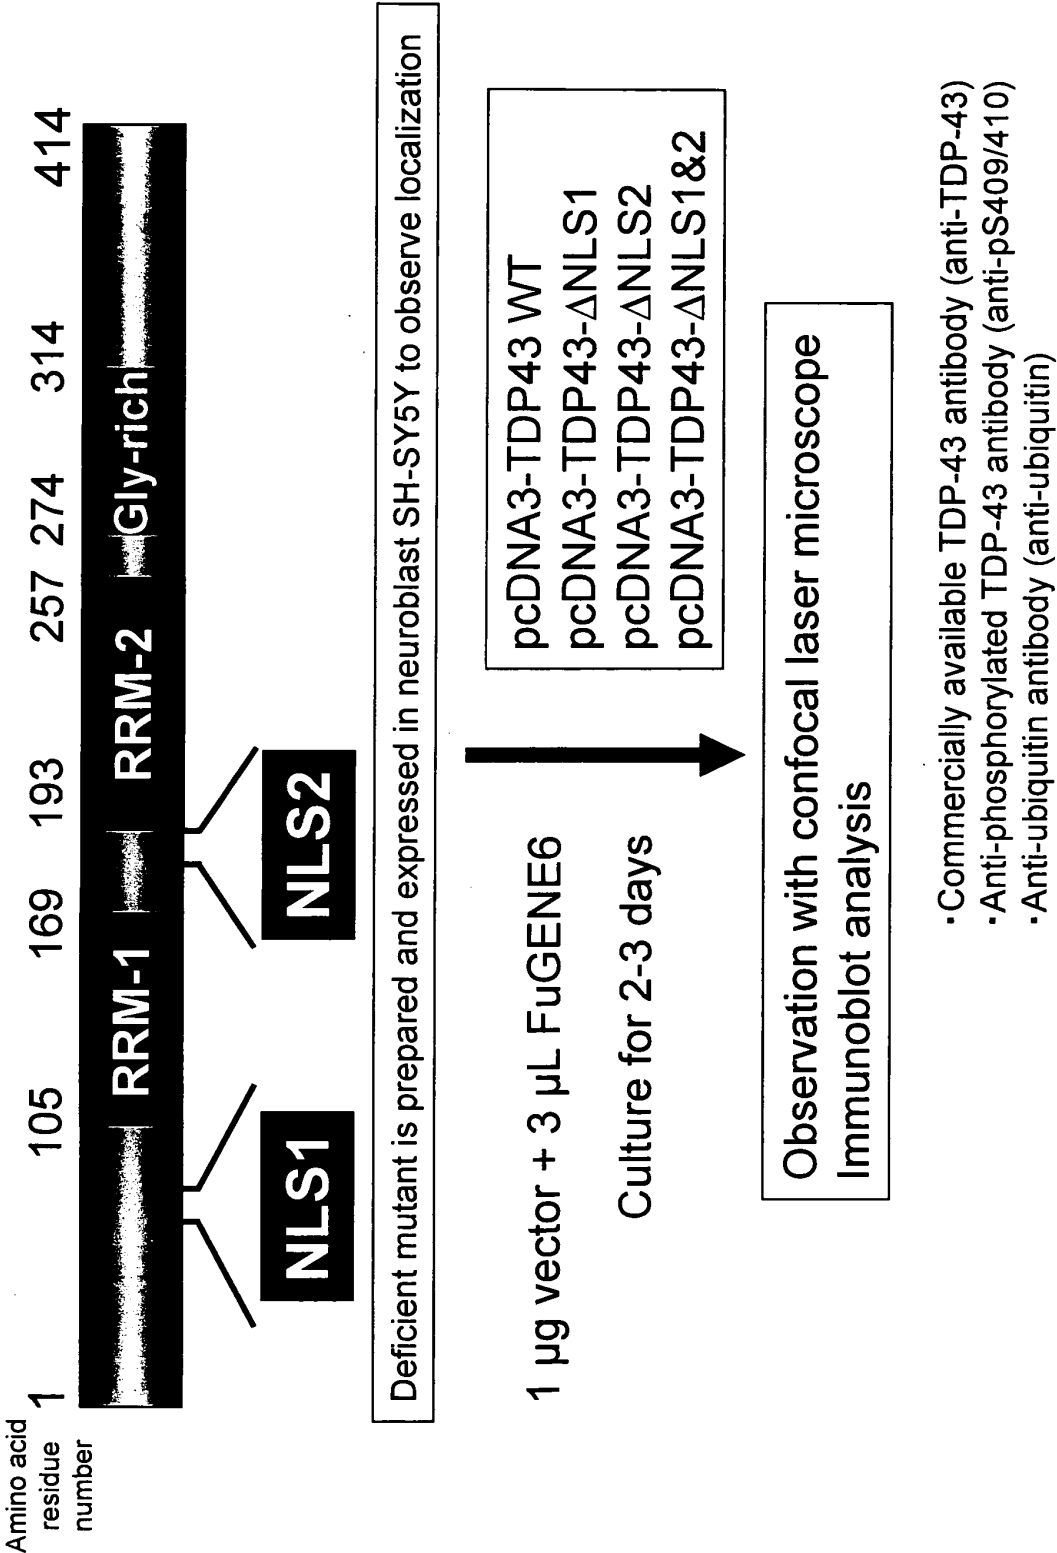 Amino acid
residue
number
1 105 169 193 257 274 314 414
RRM-1 RRM-2 Gly-rich
NLS1 NLS2
Deficient mutant is prepared and expressed in neuroblast SH-SY5Y to observe localization
1 µg vector + 3 µL FuGENE6
Culture for 2-3 days
pcDNA3-TDP43 WT
pcDNA3-TDP43-ΔNLS1
pcDNA3-TDP43-ΔNLS2
pcDNA3-TDP43-ΔNLS1&2
Observation with confocal laser microscope
Immunoblot analysis
·Commercially available TDP-43 antibody (anti-TDP-43)
·Anti-phosphorylated TDP-43 antibody (anti-pS409/410)
·Anti-ubiquitin antibody (anti-ubiquitin)